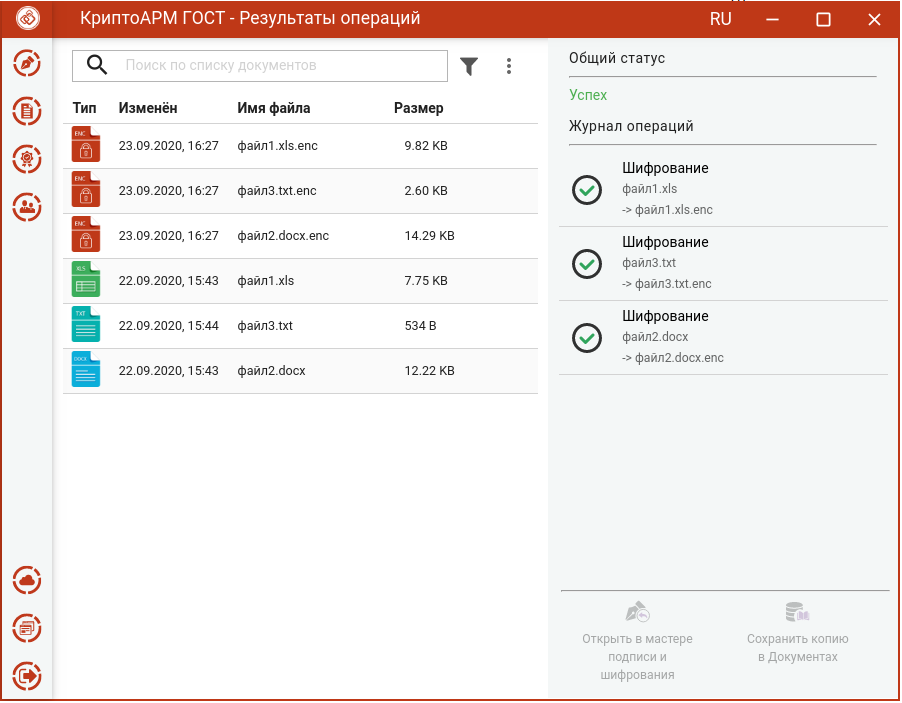 КриптоАРМ ГОСТ - Результаты операций
RU
Поиск по списку документов
Тип Изменён Имя файла Размер
ENC 23.09.2020, 16:27 файл1.xls.enc 9.82 KB
ENC 23.09.2020, 16:27 файл3.txt.enc 2.60 KB
ENC 23.09.2020, 16:27 файл2.docx.enc 14.29 KB
XLS 22.09.2020, 15:43 файл1.xls 7.75 KB
TXT 22.09.2020, 15:44 файл3.txt 534 B
DOCX 22.09.2020, 15:43 файл2.docx 12.22 KB
Общий статус
Успех
Журнал операций
Шифрование
файл1.xls
-> файл1.xls.enc
Шифрование
файл3.txt
-> файл3.txt.enc
Шифрование
файл2.docx
-> файл2.docx.enc
Открыть в мастере
подписи и
шифрования
Сохранить копию
в Документах